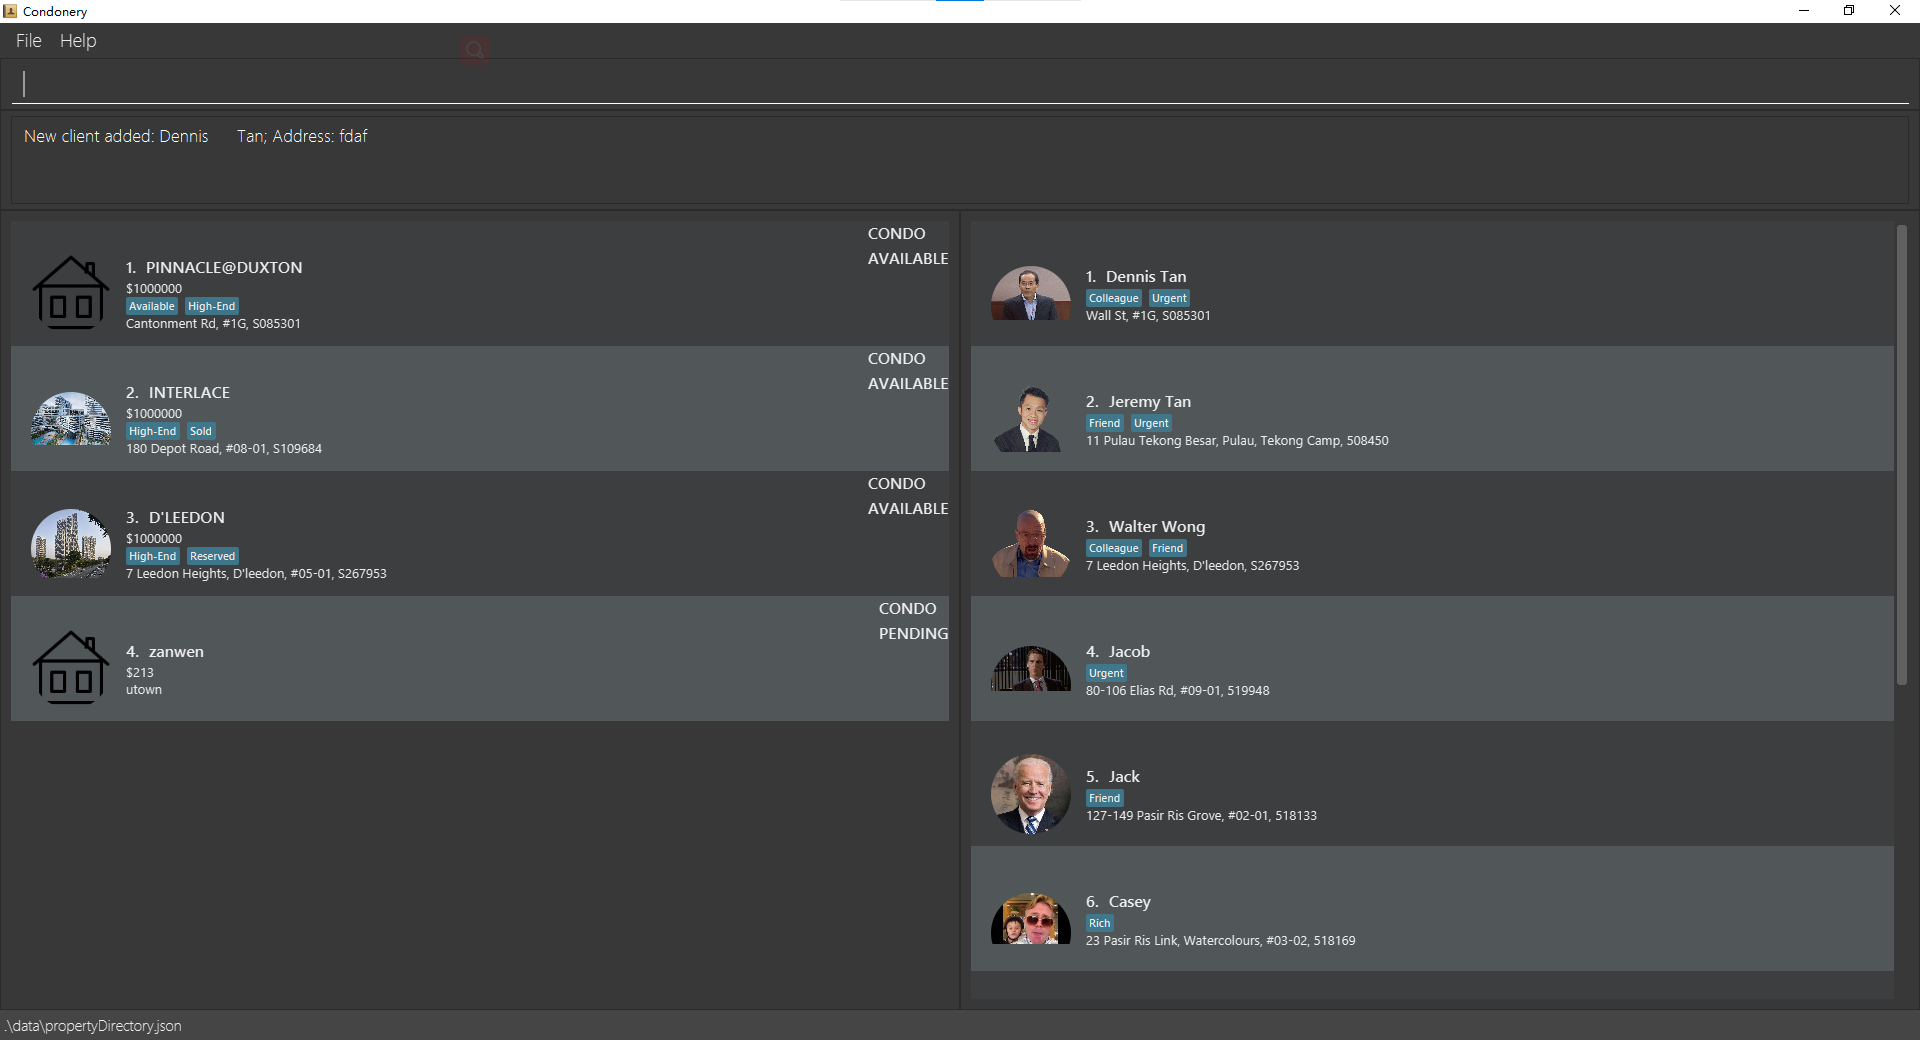 Condonery
File Help
New client added: Dennis      Tan; Address: fdaf
CONDO
AVAILABLE
1. PINNACLE@DUXTON
$1000000
Available High-End
Cantonment Rd, #1G, S085301
CONDO
AVAILABLE
2. INTERLACE
$1000000
High-End Sold
180 Depot Road, #08-01, S109684
CONDO
AVAILABLE
3. D'LEEDON
$1000000
High-End Reserved
7 Leedon Heights, D'leedon, #05-01, S267953
CONDO
PENDING
4. zanwen
$213
utown
1. Dennis Tan
Colleague Urgent
Wall St, #1G, S085301
2. Jeremy Tan
Friend Urgent
11 Pulau Tekong Besar, Pulau, Tekong Camp, 508450
3. Walter Wong
Colleague Friend
7 Leedon Heights, D'leedon, S267953
4. Jacob
Urgent
80-106 Elias Rd, #09-01, 519948
5. Jack
Friend
127-149 Pasir Ris Grove, #02-01, 518133
6. Casey
Rich
23 Pasir Ris Link, Watercolours, #03-02, 518169
.\data\propertyDirectory.json